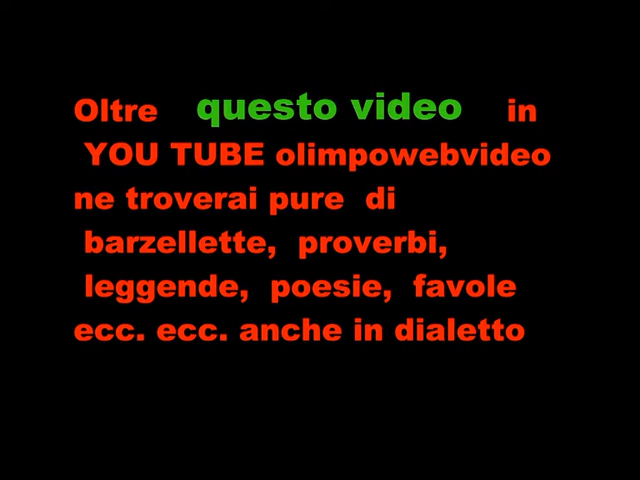 Oltre questo video in
YOU TUBE olimpowebvideo
ne troverai pure di
barzellette, proverbi,
leggende, poesie, favole
ecc. ecc. anche in dialetto